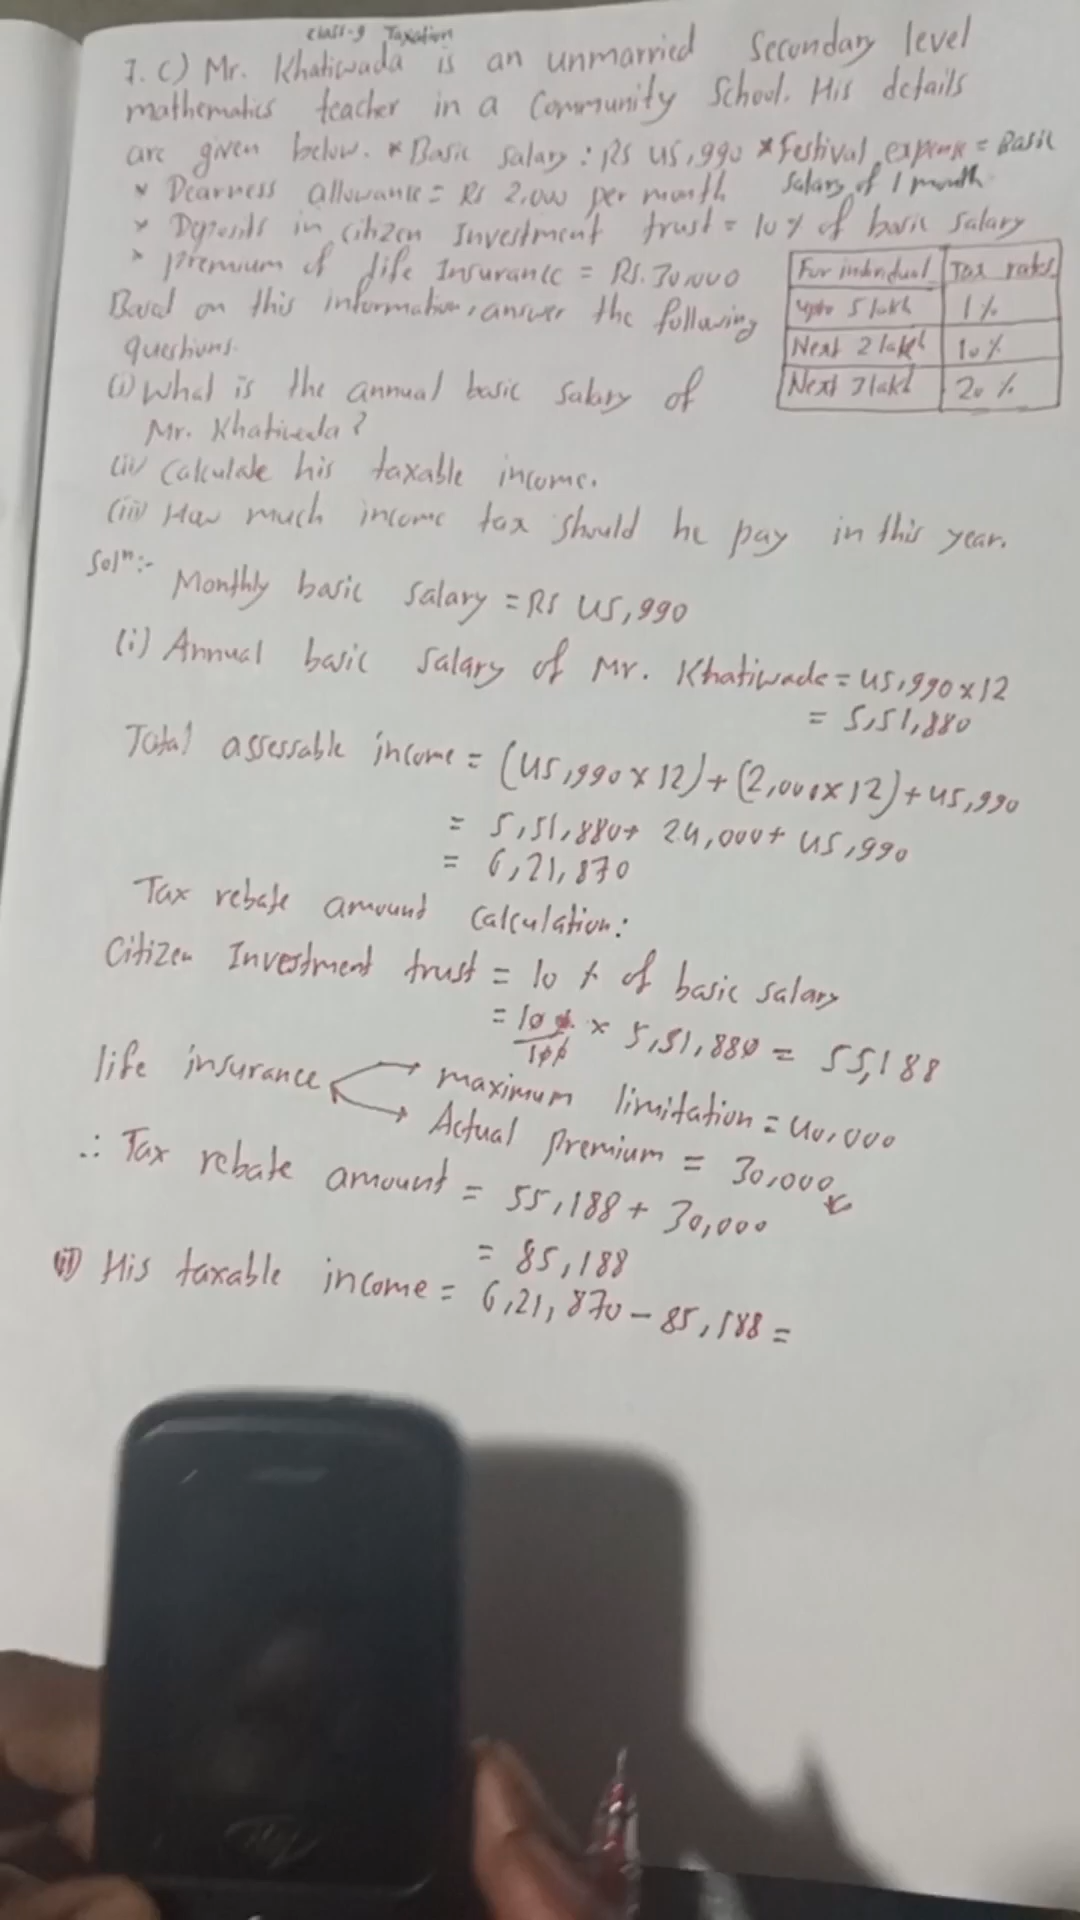 Class-9 Taxation
7. c) Mr. Khatiwada is an unmarried Secondary level
mathematics teacher in a Community School. His details
are given below. * Basic salary: Rs 45,990 * Festival expense = Basic
salary of 1 month
* Dearness allowance = Rs 2,000 per month
* Deposits in citizen Investment trust = 10% of basic salary
* premium of life Insurance = Rs. 30,000
For individual Tax rates
upto 5 lakh 1%
Next 2 lakh 10%
Next 3 lakh 20%
Based on this information, answer the following
questions.
(i) What is the annual basic salary of
Mr. Khatiwada?
(ii) Calculate his taxable income.
(iii) How much income tax should he pay in this year.
Solⁿ:-
Monthly basic salary = Rs 45,990
(i) Annual basic salary of Mr. Khatiwada = 45,990 x 12
= 5,51,880
Total assessable income = (45,990 x 12) + (2,000 x 12) + 45,990
= 5,51,880 + 24,000 + 45,990
= 6,21,870
Tax rebate amount calculation:
Citizen Investment trust = 10 % of basic salary
= 10/100 x 5,51,880 = 55,188
life insurance → maximum limitation = 40,000
→ Actual premium = 30,000
∴ Tax rebate amount = 55,188 + 30,000
= 85,188
(ii) His taxable income = 6,21,870 - 85,188 =